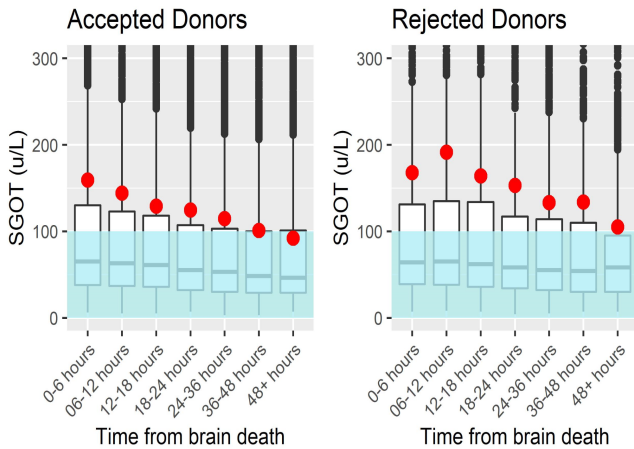 Accepted Donors
SGOT (u/L)
300
200
100
0
0-6 hours
06-12 hours
12-18 hours
18-24 hours
24-36 hours
36-48 hours
48+ hours
Time from brain death
Rejected Donors
SGOT (u/L)
300
200
100
0
0-6 hours
06-12 hours
12-18 hours
18-24 hours
24-36 hours
36-48 hours
48+ hours
Time from brain death